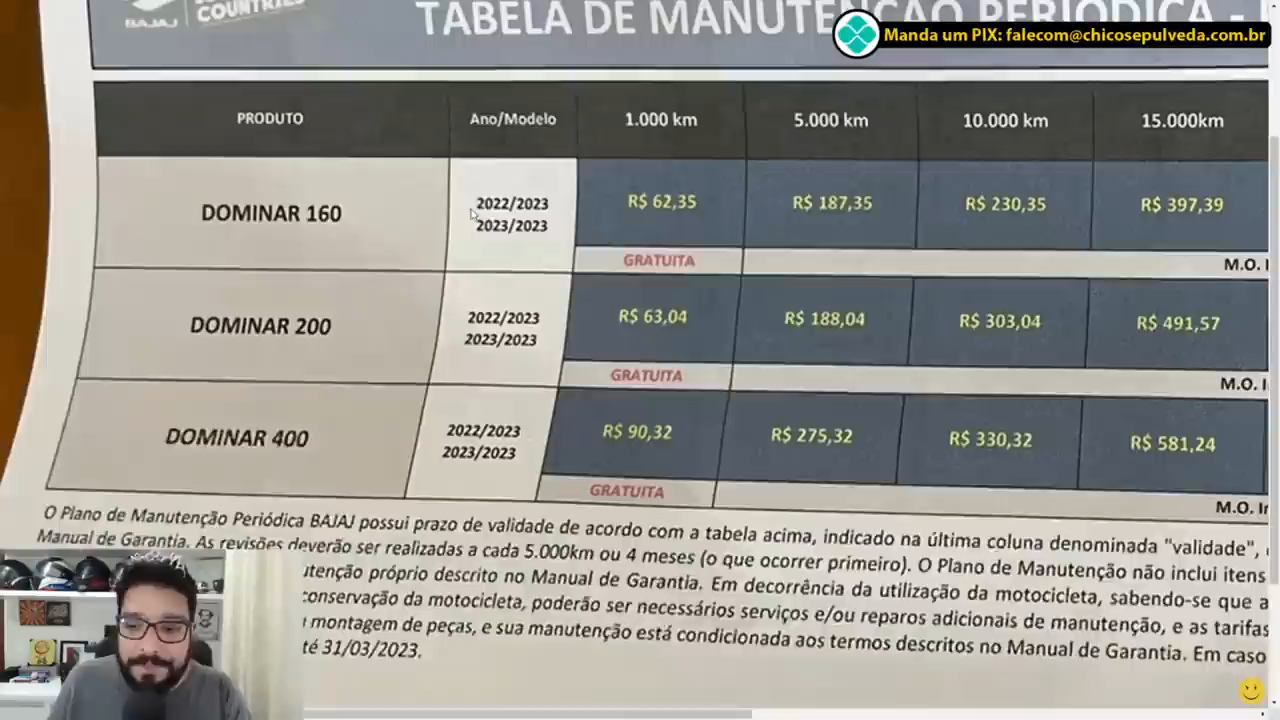 BAJAJ
COUNTRIES
TABELA DE MANUTENÇÃO PERIÓDICA -
Manda um PIX: falecom@chicosepulveda.com.br
PRODUTO Ano/Modelo 1.000 km 5.000 km 10.000 km 15.000km
DOMINAR 160 2022/2023 2023/2023 R$ 62,35 R$ 187,35 R$ 230,35 R$ 397,39
GRATUITA M.O.
DOMINAR 200 2022/2023 2023/2023 R$ 63,04 R$ 188,04 R$ 303,04 R$ 491,57
GRATUITA M.O.
DOMINAR 400 2022/2023 2023/2023 R$ 90,32 R$ 275,32 R$ 330,32 R$ 581,24
GRATUITA M.O.
O Plano de Manutenção Periódica BAJAJ possui prazo de validade de acordo com a tabela acima, indicado na última coluna denominada "validade",
Manual de Garantia. As revisões deverão ser realizadas a cada 5.000km ou 4 meses (o que ocorrer primeiro). O Plano de Manutenção não inclui itens
utenção próprio descrito no Manual de Garantia. Em decorrência da utilização da motocicleta, sabendo-se que a
conservação da motocicleta, poderão ser necessários serviços e/ou reparos adicionais de manutenção, e as tarifas
montagem de peças, e sua manutenção está condicionada aos termos descritos no Manual de Garantia. Em caso
té 31/03/2023.